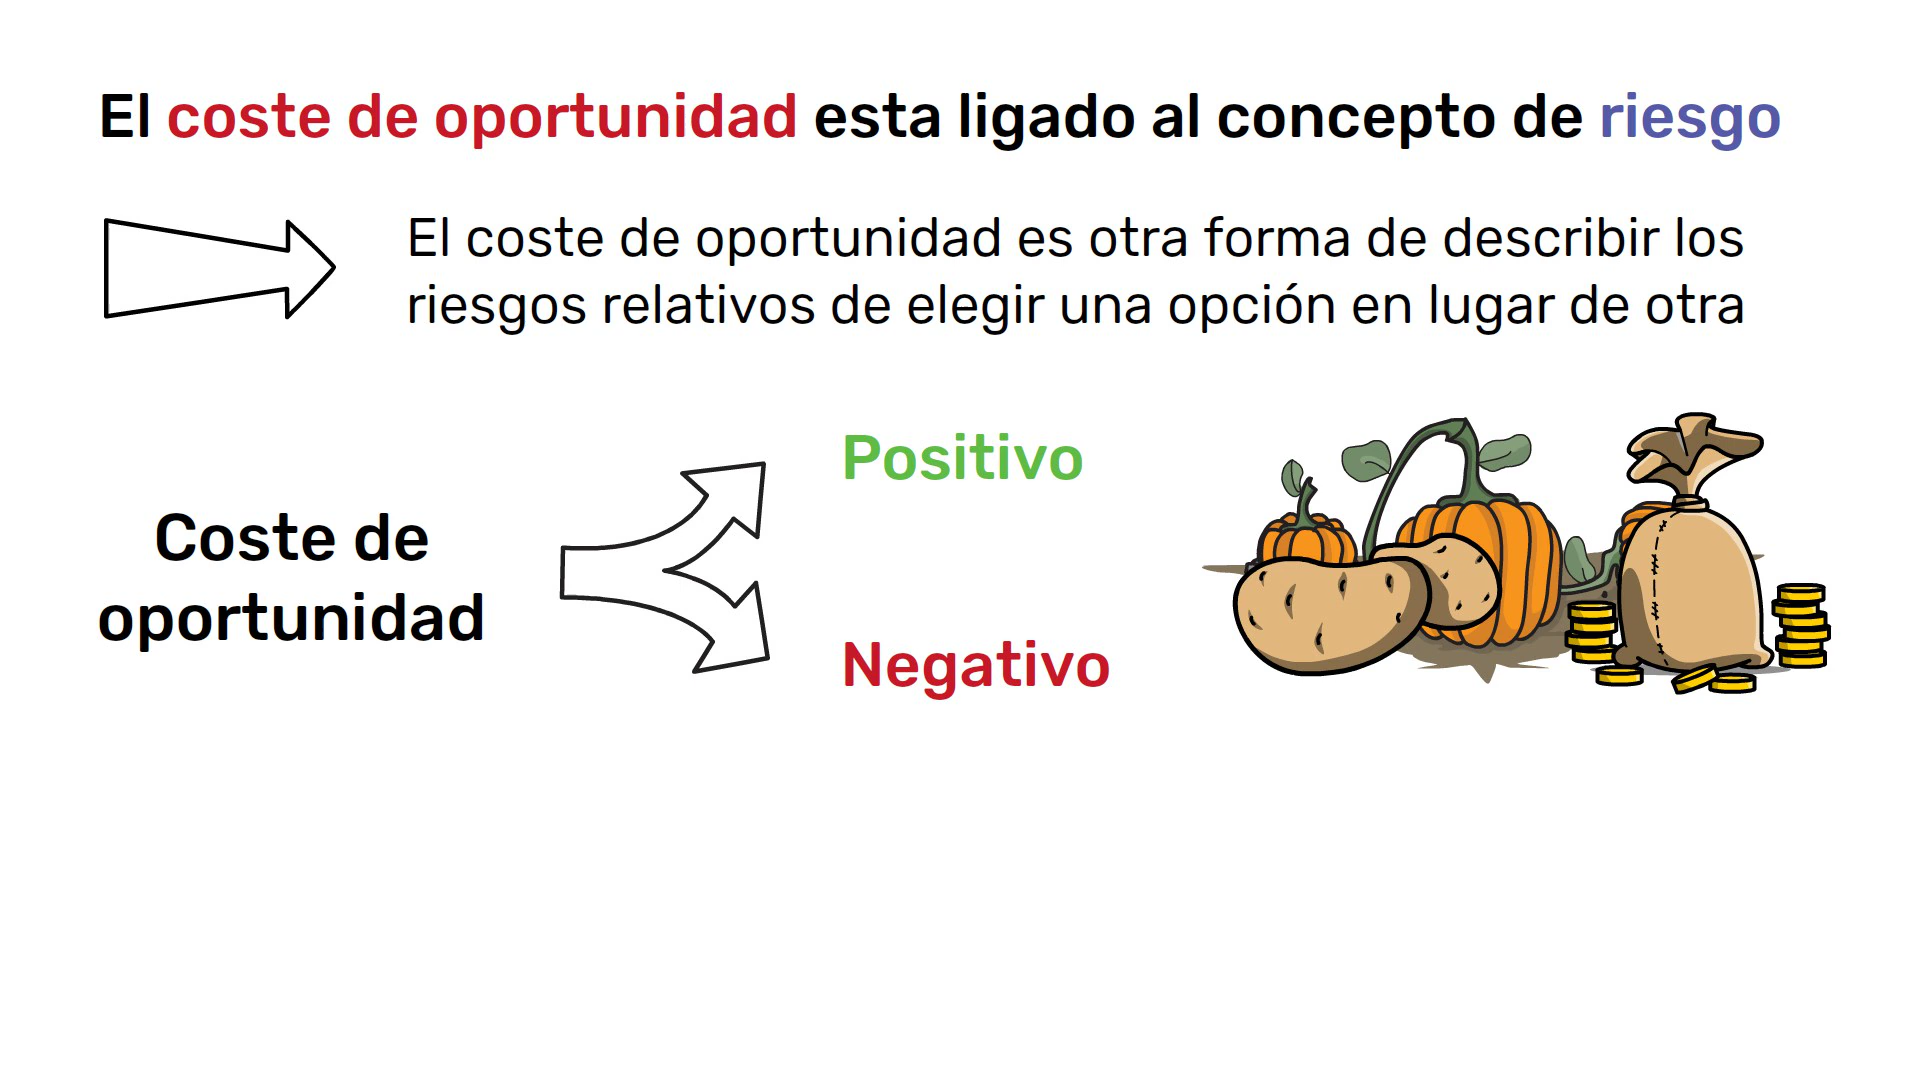 El coste de oportunidad esta ligado al concepto de riesgo
El coste de oportunidad es otra forma de describir los
riesgos relativos de elegir una opción en lugar de otra
Coste de
oportunidad
Positivo
Negativo